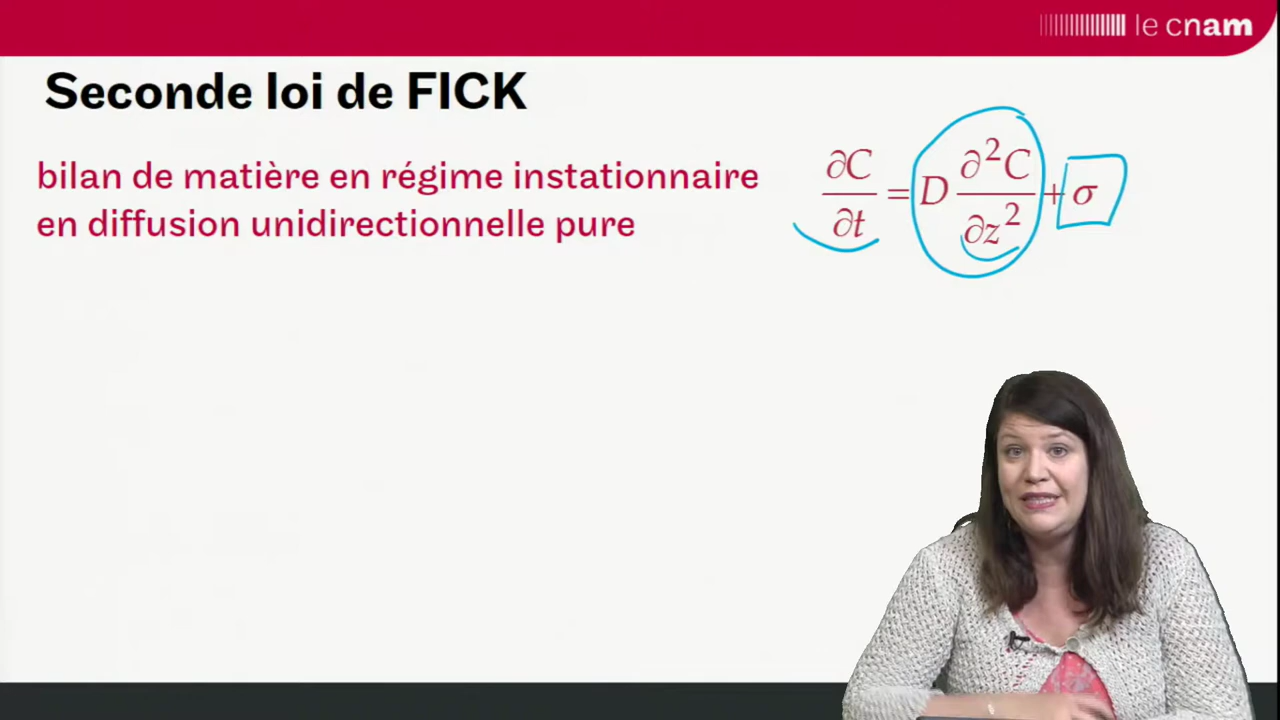 le cnam
Seconde loi de FICK
bilan de matière en régime instationnaire
en diffusion unidirectionnelle pure
∂C/∂t = D ∂²C/∂z² + σ